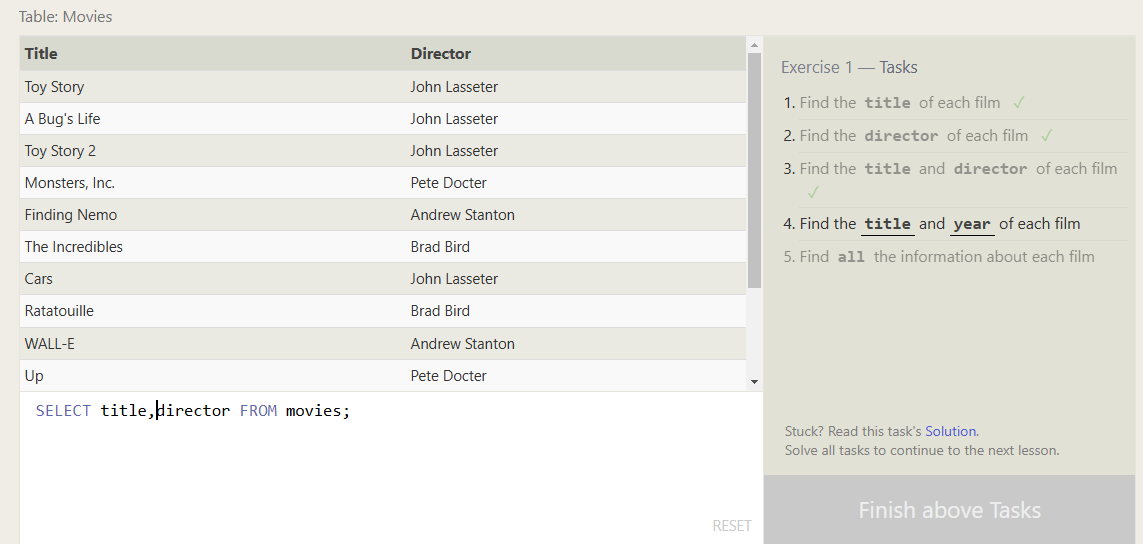 Table: Movies
Title Director
Toy Story John Lasseter
A Bug's Life John Lasseter
Toy Story 2 John Lasseter
Monsters, Inc. Pete Docter
Finding Nemo Andrew Stanton
The Incredibles Brad Bird
Cars John Lasseter
Ratatouille Brad Bird
WALL-E Andrew Stanton
Up Pete Docter
SELECT title,director FROM movies;
RESET
Exercise 1 — Tasks
1. Find the title of each film ✓
2. Find the director of each film ✓
3. Find the title and director of each film
✓
4. Find the title and year of each film
5. Find all the information about each film
Stuck? Read this task's Solution.
Solve all tasks to continue to the next lesson.
Finish above Tasks